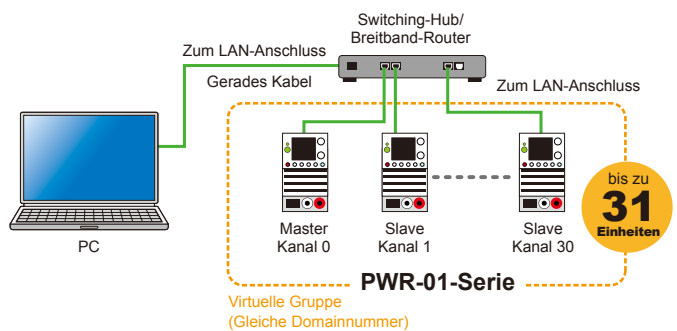 Switching-Hub/
Breitband-Router
Zum LAN-Anschluss
Gerades Kabel
Zum LAN-Anschluss
PC
Master
Kanal 0
Slave
Kanal 1
Slave
Kanal 30
bis zu
31
Einheiten
PWR-01-Serie
Virtuelle Gruppe
(Gleiche Domainnummer)